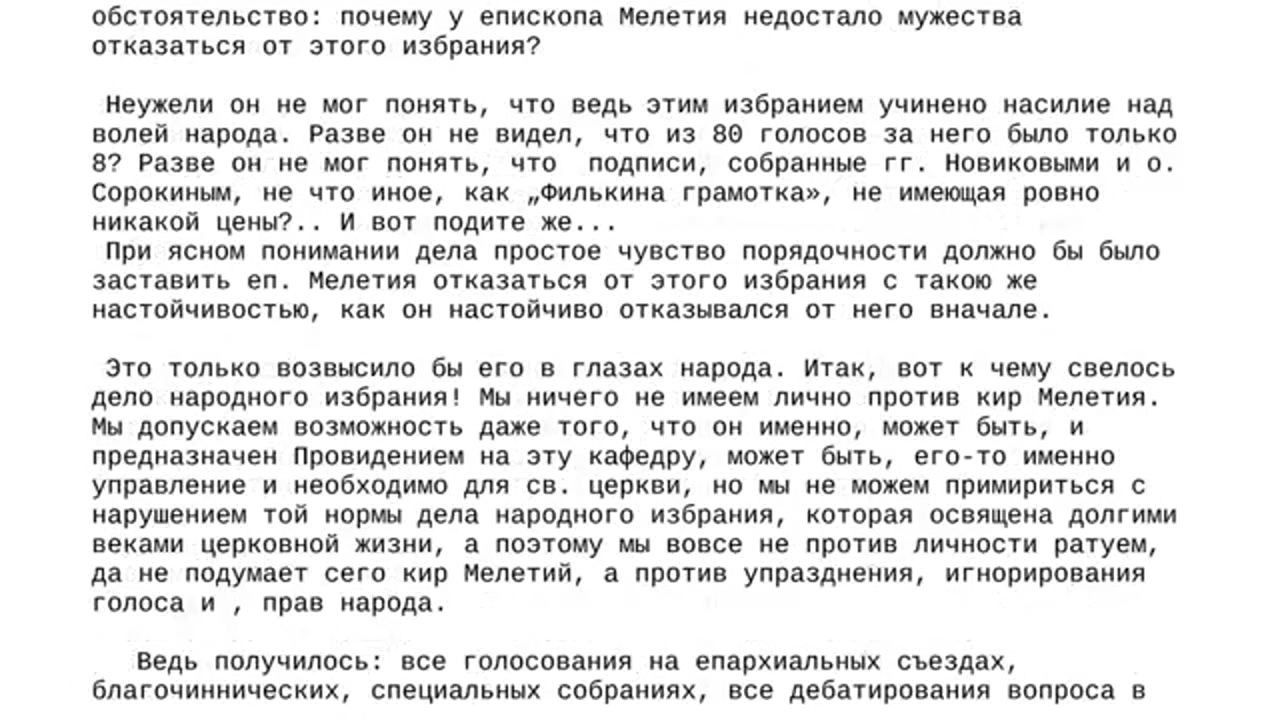 обстоятельство: почему у епископа Мелетия недостало мужества
отказаться от этого избрания?
Неужели он не мог понять, что ведь этим избранием учинено насилие над
волей народа. Разве он не видел, что из 80 голосов за него было только
8? Разве он не мог понять, что подписи, собранные гг. Новиковыми и о.
Сорокиным, не что иное, как „Филькина грамотка», не имеющая ровно
никакой цены?.. И вот подите же...
При ясном понимании дела простое чувство порядочности должно бы было
заставить еп. Мелетия отказаться от этого избрания с такою же
настойчивостью, как он настойчиво отказывался от него вначале.
Это только возвысило бы его в глазах народа. Итак, вот к чему свелось
дело народного избрания! Мы ничего не имеем лично против кир Мелетия.
Мы допускаем возможность даже того, что он именно, может быть, и
предназначен Провидением на эту кафедру, может быть, его-то именно
управление и необходимо для св. церкви, но мы не можем примириться с
нарушением той нормы дела народного избрания, которая освящена долгими
веками церковной жизни, а поэтому мы вовсе не против личности ратуем,
да не подумает сего кир Мелетий, а против упразднения, игнорирования
голоса и , прав народа.
Ведь получилось: все голосования на епархиальных съездах,
благочиннических, специальных собраниях, все дебатирования вопроса в